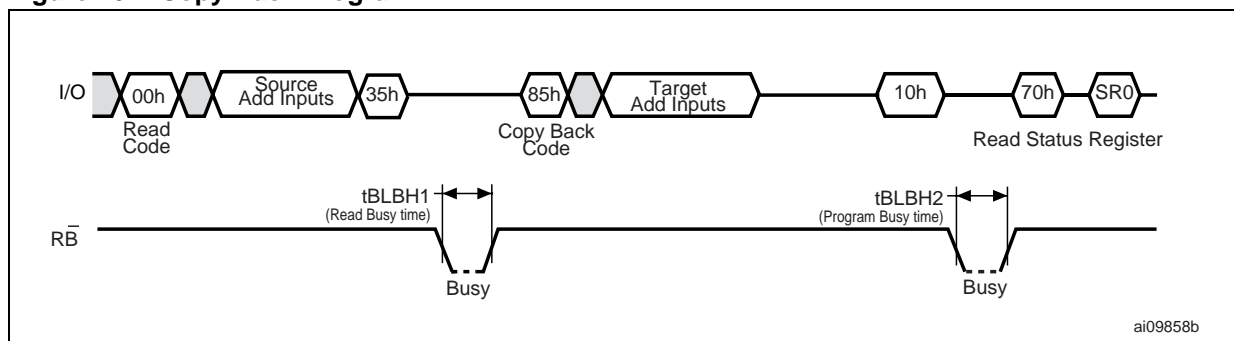 I/O
00h
Source
Add Inputs
35h
85h
Target
Add Inputs
10h
70h
SR0
Read
Code
Copy Back
Code
Read Status Register
tBLBH1
(Read Busy time)
tBLBH2
(Program Busy time)
RB̅
Busy
Busy
ai09858b